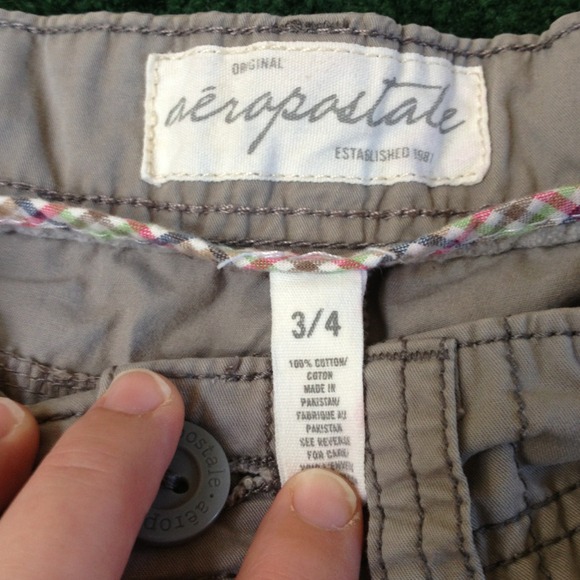 ORIGINAL
aéropostale
ESTABLISHED 1987
3/4
100% COTTON/
COTON
MADE IN
PAKISTAN/
FABRIQUE AU
PAKISTAN
SEE REVERSE
FOR CARE/
aéropostale • aéro